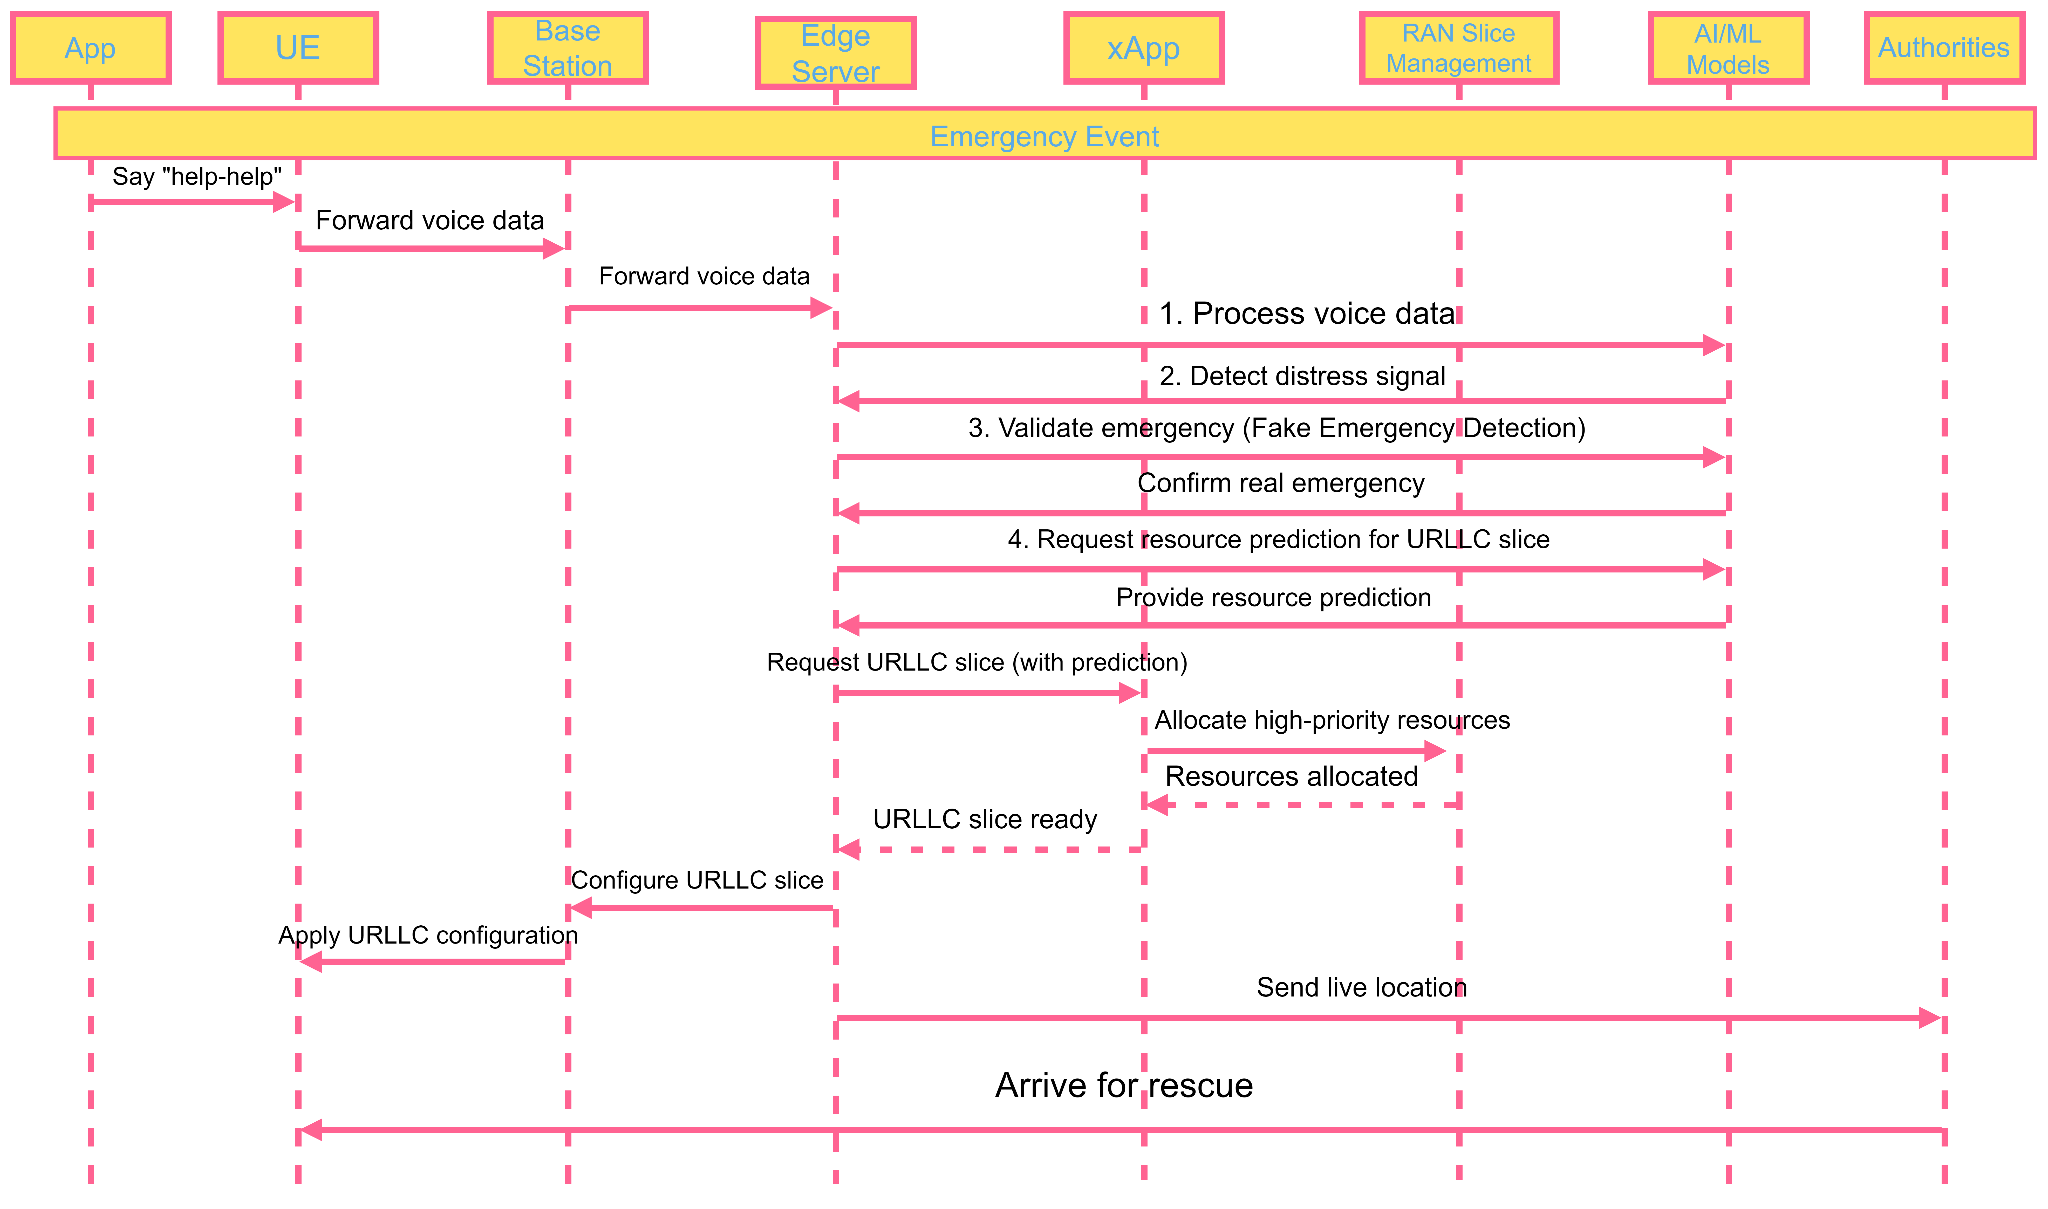 App
UE
Base
Station
Edge
Server
xApp
RAN Slice
Management
AI/ML
Models
Authorities
Emergency Event
Say "help-help"
Forward voice data
Forward voice data
1. Process voice data
2. Detect distress signal
3. Validate emergency (Fake Emergency Detection)
Confirm real emergency
4. Request resource prediction for URLLC slice
Provide resource prediction
Request URLLC slice (with prediction)
Allocate high-priority resources
Resources allocated
URLLC slice ready
Configure URLLC slice
Apply URLLC configuration
Send live location
Arrive for rescue